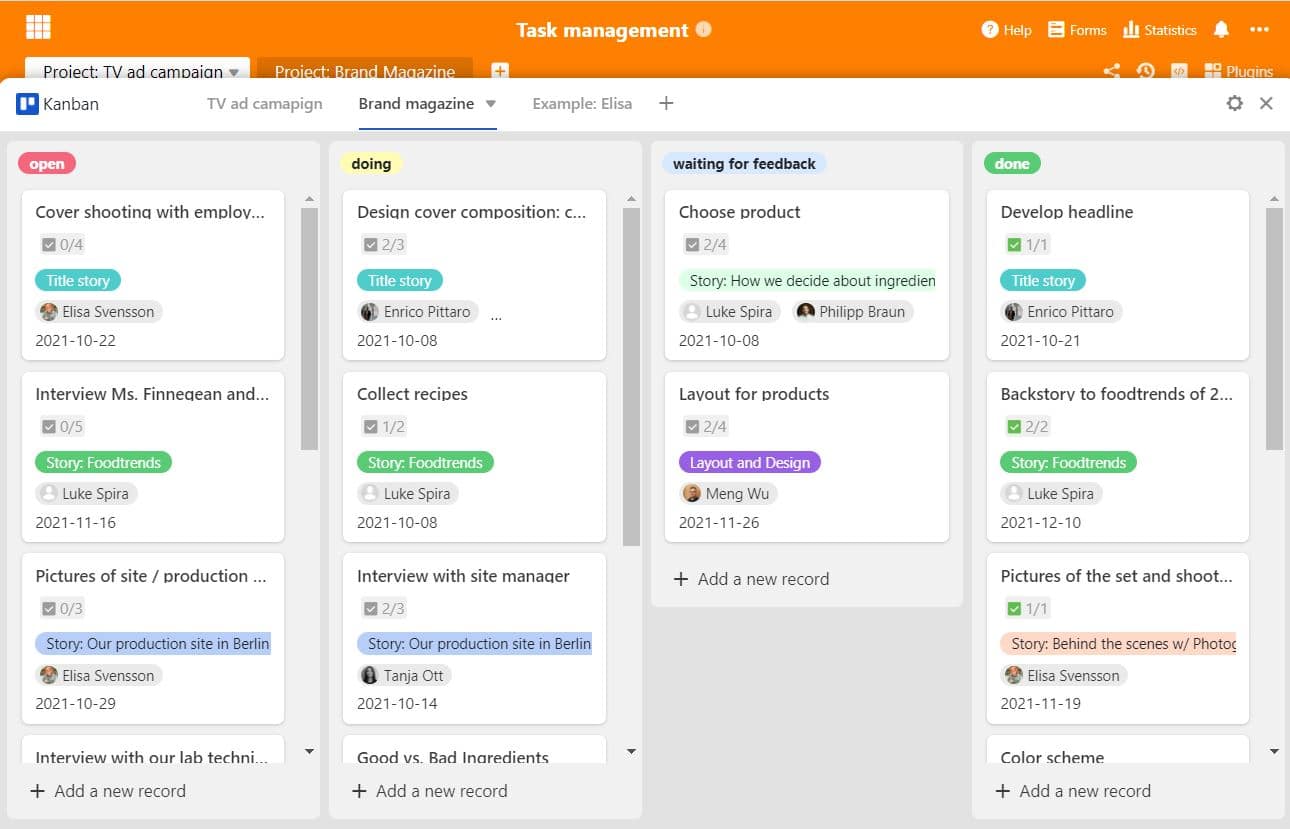 Task management
Help
Forms
Statistics
Project: TV ad campaign
Project: Brand Magazine
Plugins
Kanban
TV ad camapign
Brand magazine
Example: Elisa
open
Cover shooting with employ...
0/4
Title story
Elisa Svensson
2021-10-22
Interview Ms. Finnegean and...
0/5
Story: Foodtrends
Luke Spira
2021-11-16
Pictures of site / production ...
0/3
Story: Our production site in Berlin
Elisa Svensson
2021-10-29
Interview with our lab techni...
Add a new record
doing
Design cover composition: c...
2/3
Title story
Enrico Pittaro ...
2021-10-08
Collect recipes
1/2
Story: Foodtrends
Luke Spira
2021-10-08
Interview with site manager
2/3
Story: Our production site in Berlin
Tanja Ott
2021-10-14
Good vs. Bad Ingredients
Add a new record
waiting for feedback
Choose product
2/4
Story: How we decide about ingredien
Luke Spira Philipp Braun
2021-10-08
Layout for products
2/4
Layout and Design
Meng Wu
2021-11-26
Add a new record
done
Develop headline
1/1
Title story
Enrico Pittaro
2021-10-21
Backstory to foodtrends of 2...
2/2
Story: Foodtrends
Luke Spira
2021-12-10
Pictures of the set and shoot...
1/1
Story: Behind the scenes w/ Photog
Elisa Svensson
2021-11-19
Color scheme
Add a new record